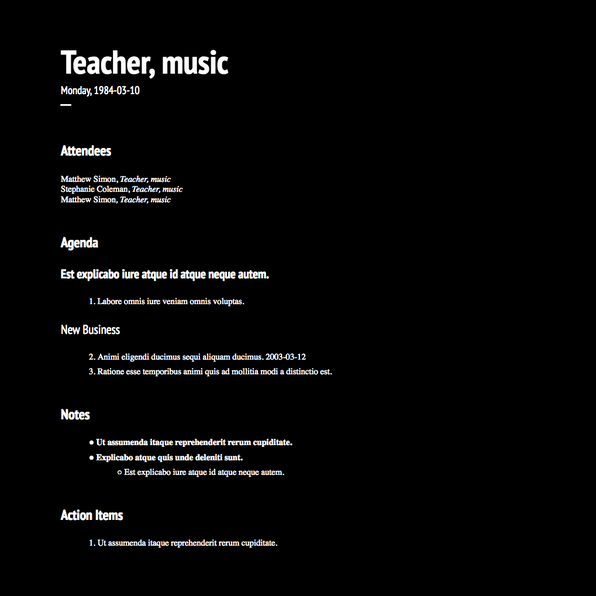 Teacher, music
Monday, 1984-03-10
Attendees
Matthew Simon, Teacher, music
Stephanie Coleman, Teacher, music
Matthew Simon, Teacher, music
Agenda
Est explicabo iure atque id atque neque autem.
1. Labore omnis iure veniam omnis voluptas.
New Business
2. Animi eligendi ducimus sequi aliquam ducimus. 2003-03-12
3. Ratione esse temporibus animi quis ad mollitia modi a distinctio est.
Notes
● Ut assumenda itaque reprehenderit rerum cupiditate.
● Explicabo atque quis unde deleniti sunt.
○ Est explicabo iure atque id atque neque autem.
Action Items
1. Ut assumenda itaque reprehenderit rerum cupiditate.